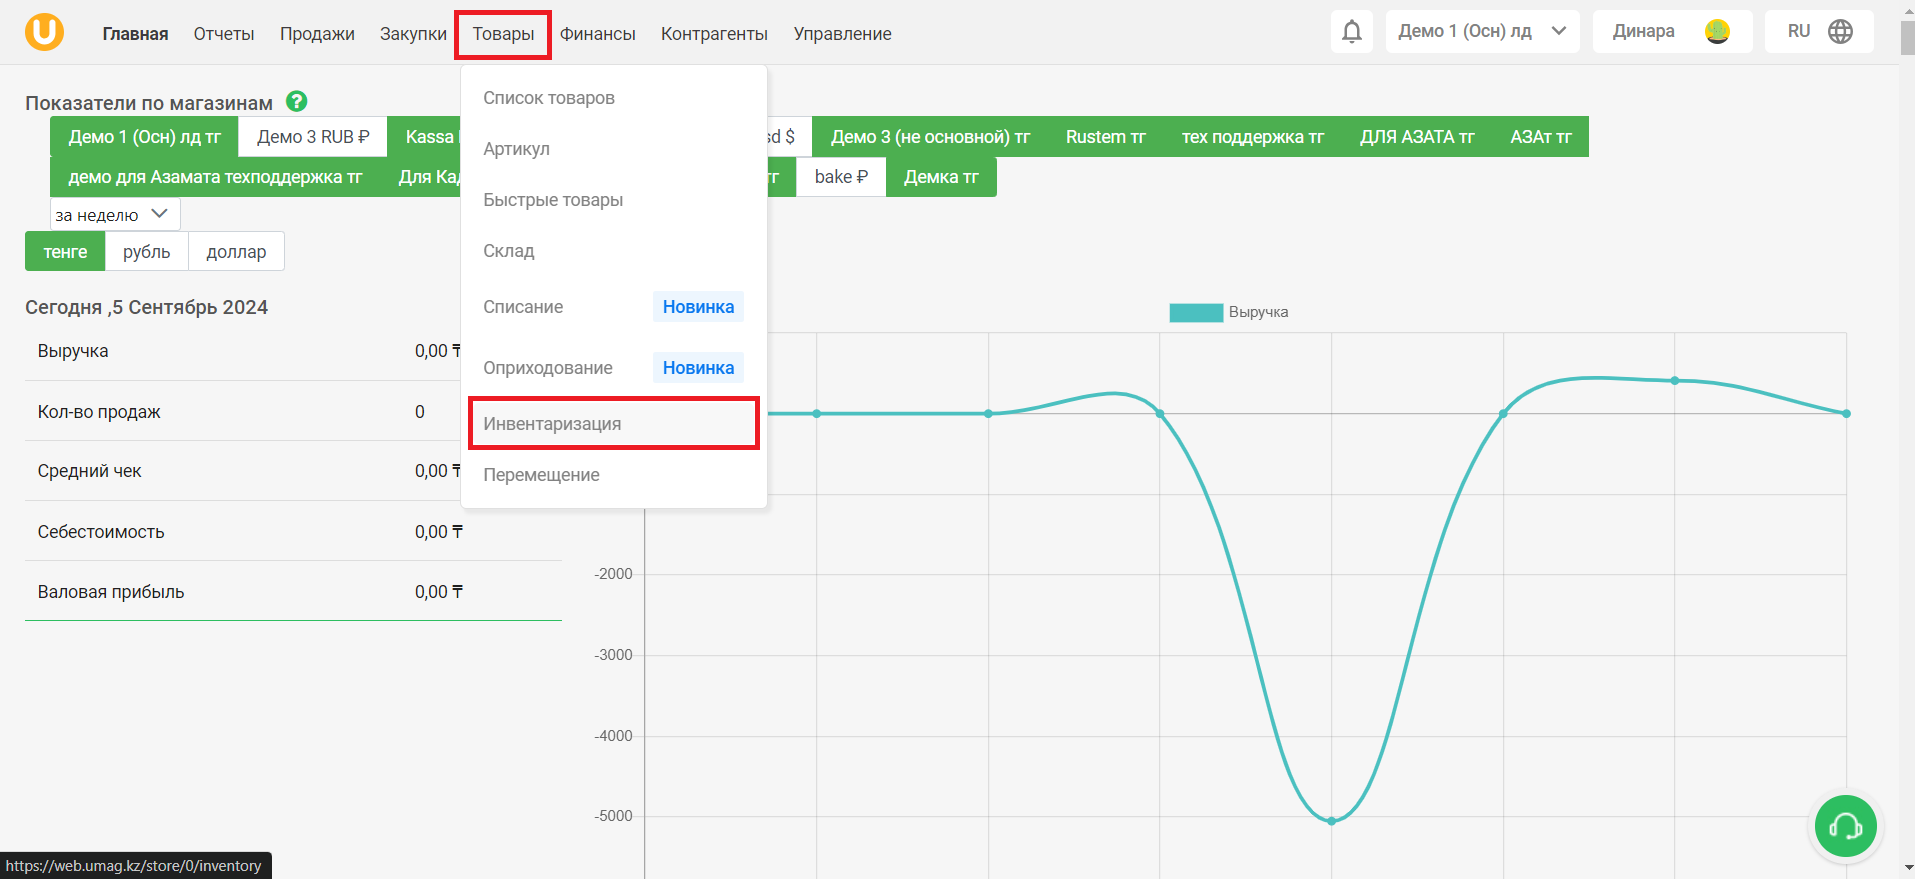 Главная Отчеты Продажи Закупки Товары Финансы Контрагенты Управление Демо 1 (Осн) лд Динара RU
Показатели по магазинам ?
Демо 1 (Осн) лд тг Демо 3 RUB ₽ Kassa $ Демо 3 (не основной) тг Rustem тг тех поддержка тг ДЛЯ АЗАТА тг АЗАт тг
демо для Азамата техподдержка тг Для тг bake ₽ Демка тг
за неделю
тенге рубль доллар
Список товаров
Артикул
Быстрые товары
Склад
Списание Новинка
Оприходование Новинка
Инвентаризация
Перемещение
Сегодня ,5 Сентябрь 2024
Выручка 0,00 ₸
Кол-во продаж 0
Средний чек 0,00 ₸
Себестоимость 0,00 ₸
Валовая прибыль 0,00 ₸
Выручка
-2000
-3000
-4000
-5000
https://web.umag.kz/store/0/inventory